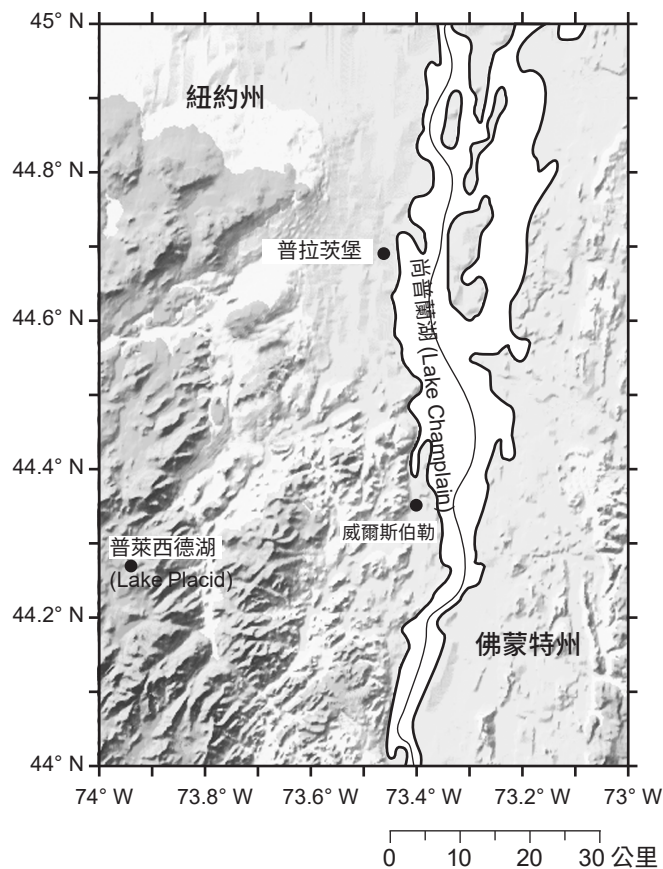 45° N
紐約州
44.8° N
普拉茨堡
尚普蘭湖 (Lake Champlain)
44.6° N
44.4° N
威爾斯伯勒
普萊西德湖
(Lake Placid)
44.2° N
佛蒙特州
44° N
74° W 73.8° W 73.6° W 73.4° W 73.2° W 73° W
0 10 20 30 公里